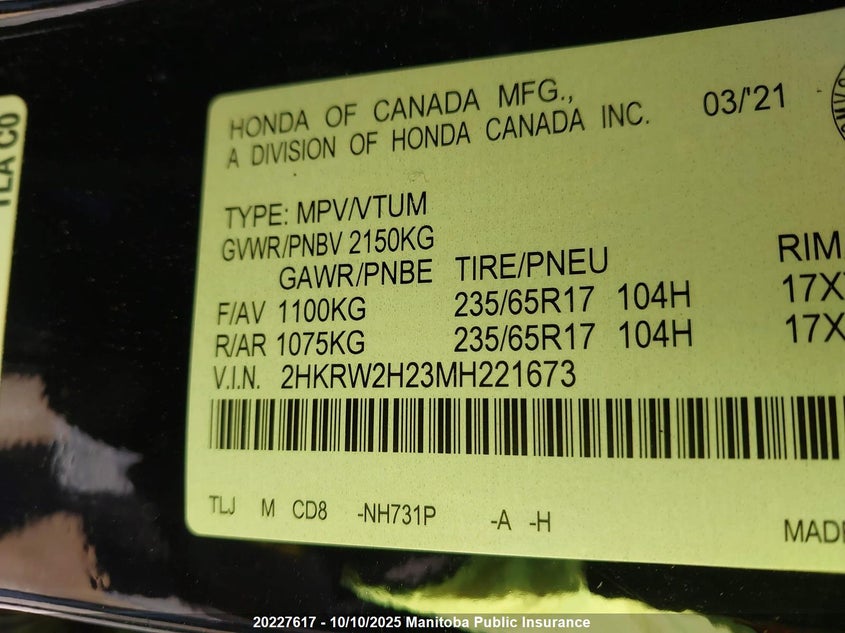 TLA C0
HONDA OF CANADA MFG., 03/'21
A DIVISION OF HONDA CANADA INC.
TYPE: MPV/VTUM
GVWR/PNBV 2150KG
GAWR/PNBE TIRE/PNEU RIM
F/AV 1100KG 235/65R17 104H 17X
R/AR 1075KG 235/65R17 104H 17X
V.I.N. 2HKRW2H23MH221673
TLJ M CD8 -NH731P -A -H
MADE
20227617 - 10/10/2025 Manitoba Public Insurance